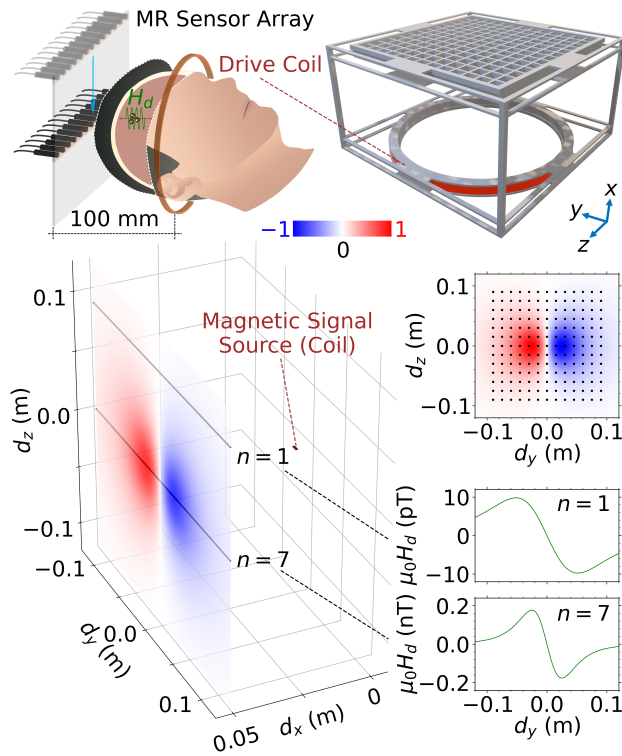 MR Sensor Array
H_d
Drive Coil
100 mm
−1
1
0
x
y
z
0.1
0.0
−0.1
d_z (m)
Magnetic Signal
Source (Coil)
n = 1
n = 7
−0.1
0.0
0.1
d_y (m)
0.05
0
d_x (m)
0.1
0.0
−0.1
d_z (m)
−0.1
0.0
0.1
d_y (m)
10
0
−10
μ₀H_d (pT)
n = 1
0.2
0.0
−0.2
μ₀H_d (nT)
n = 7
−0.1
0.0
0.1
d_y (m)